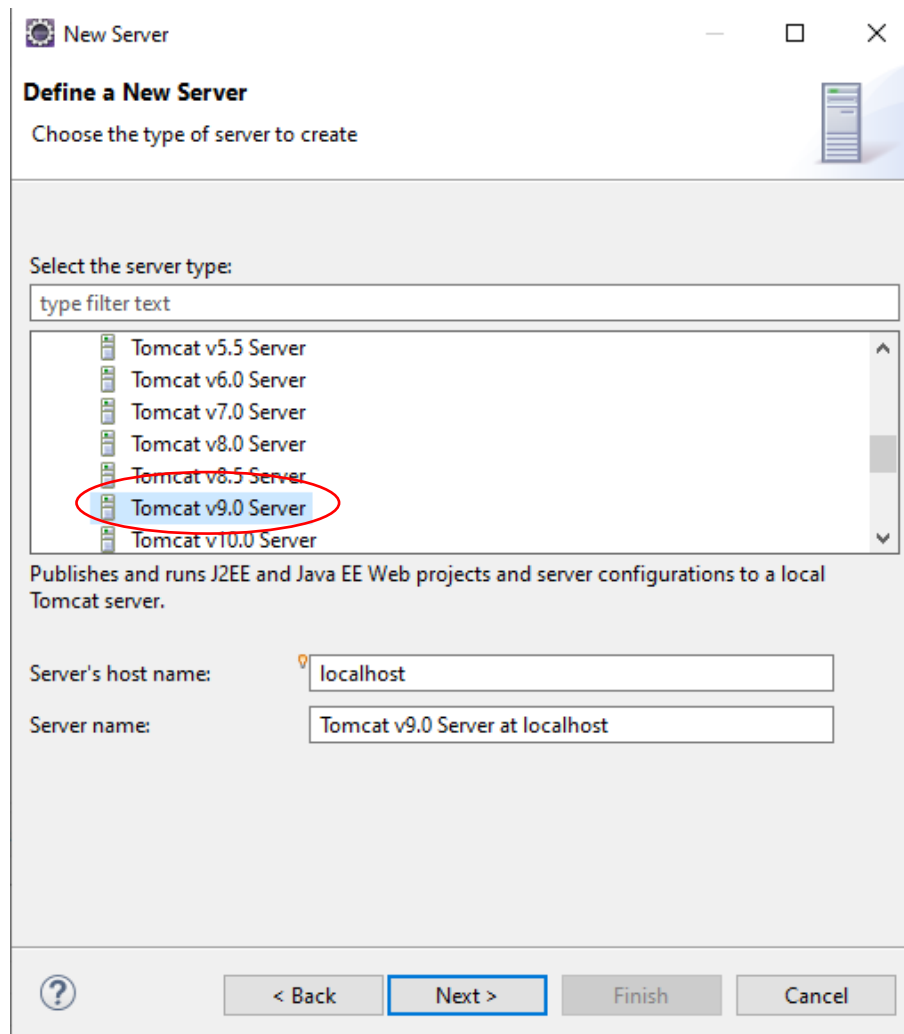 New Server
Define a New Server
Choose the type of server to create
Select the server type:
type filter text
Tomcat v5.5 Server
Tomcat v6.0 Server
Tomcat v7.0 Server
Tomcat v8.0 Server
Tomcat v8.5 Server
Tomcat v9.0 Server
Tomcat v10.0 Server
Publishes and runs J2EE and Java EE Web projects and server configurations to a local
Tomcat server.
Server's host name: localhost
Server name: Tomcat v9.0 Server at localhost
? < Back Next > Finish Cancel